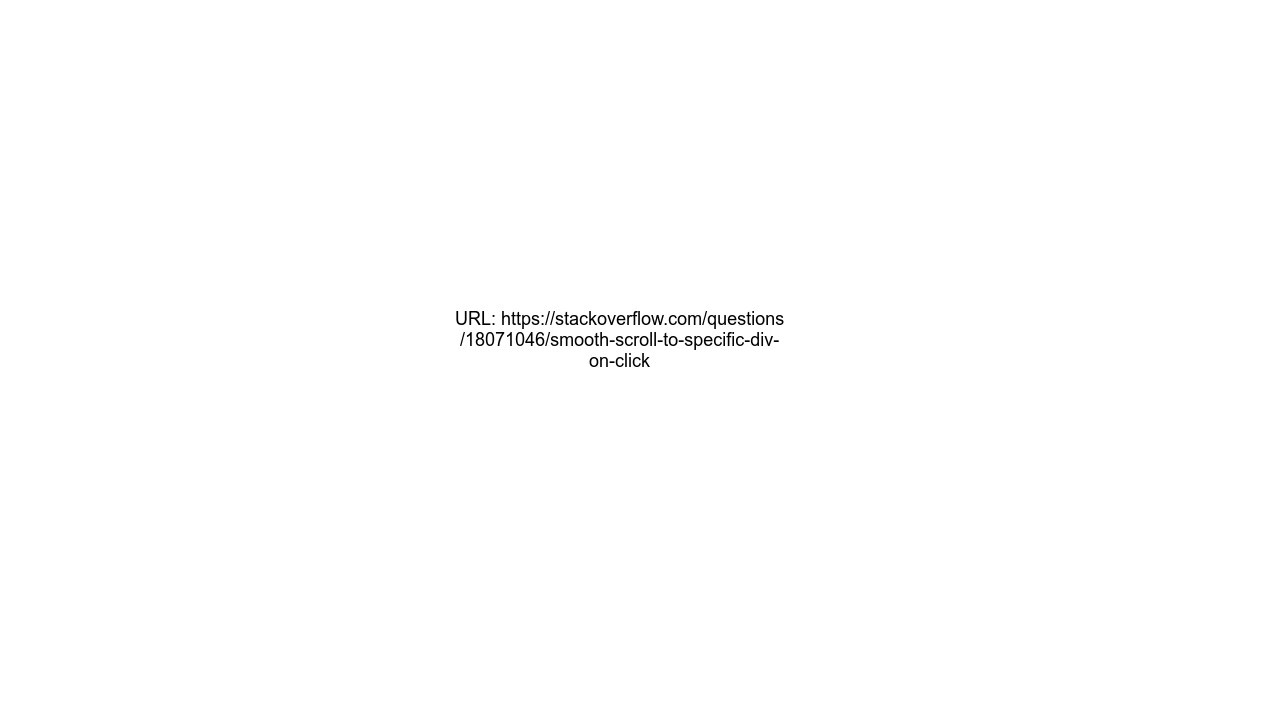 URL: https://stackoverflow.com/questions
/18071046/smooth-scroll-to-specific-div-
on-click